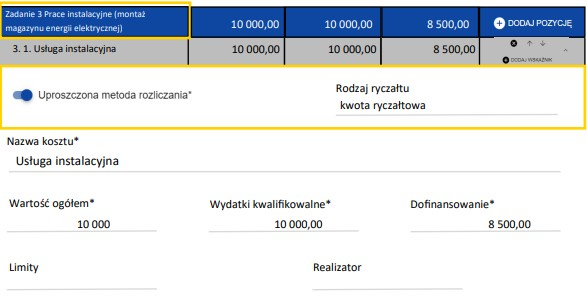 Zadanie 3 Prace instalacyjne (montaż
magazynu energii elektrycznej)
10 000,00 10 000,00 8 500,00 DODAJ POZYCJĘ
3. 1. Usługa instalacyjna 10 000,00 10 000,00 8 500,00
DODAJ WSKAŹNIK
Uproszczona metoda rozliczania*
Rodzaj ryczałtu
kwota ryczałtowa
Nazwa kosztu*
Usługa instalacyjna
Wartość ogółem* Wydatki kwalifikowalne* Dofinansowanie*
10 000 10 000,00 8 500,00
Limity Realizator